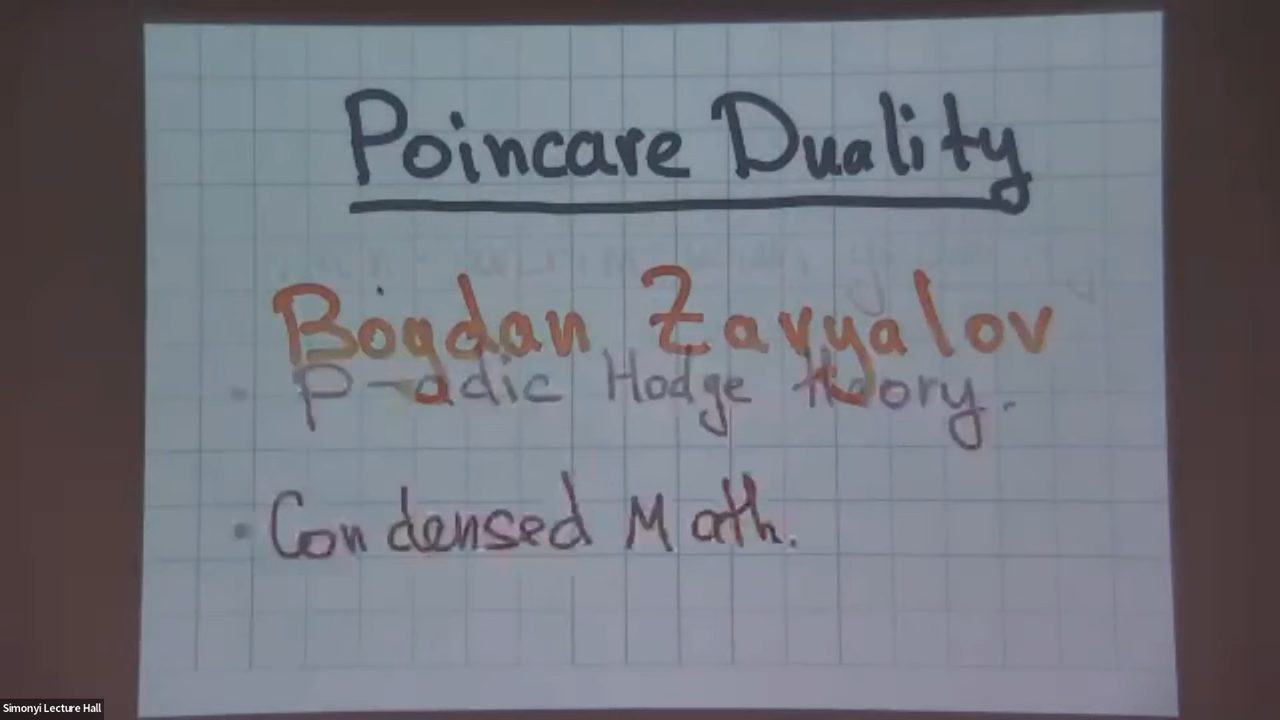 Poincare Duality
Bogdan Zavyalov
• p-adic Hodge theory.
• Condensed Math.
Simonyi Lecture Hall